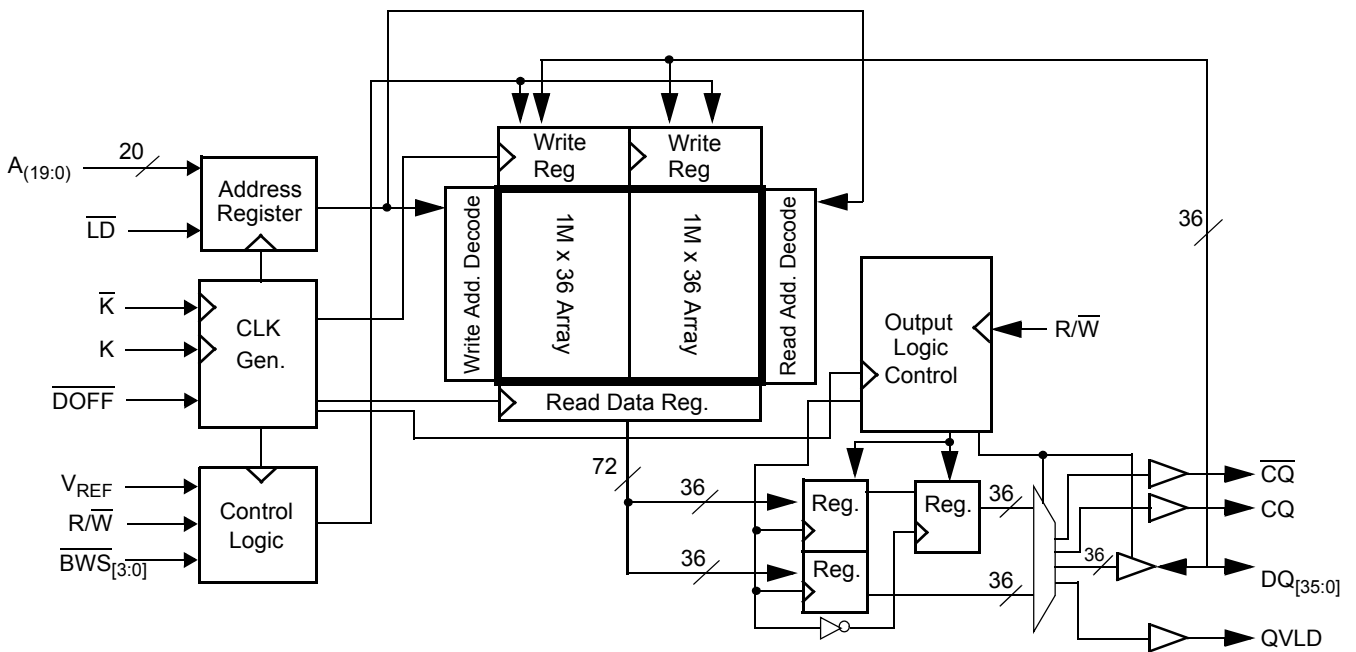 A(19:0)
20
LD
Address
Register
K
K
DOFF
CLK
Gen.
VREF
R/W
BWS[3:0]
Control
Logic
Write
Reg
Write
Reg
Write Add. Decode
1M x 36 Array
1M x 36 Array
Read Add. Decode
Read Data Reg.
72
36
36
Output
Logic
Control
R/W
36
Reg.
Reg.
Reg.
36
36
36
CQ
CQ
DQ[35:0]
QVLD